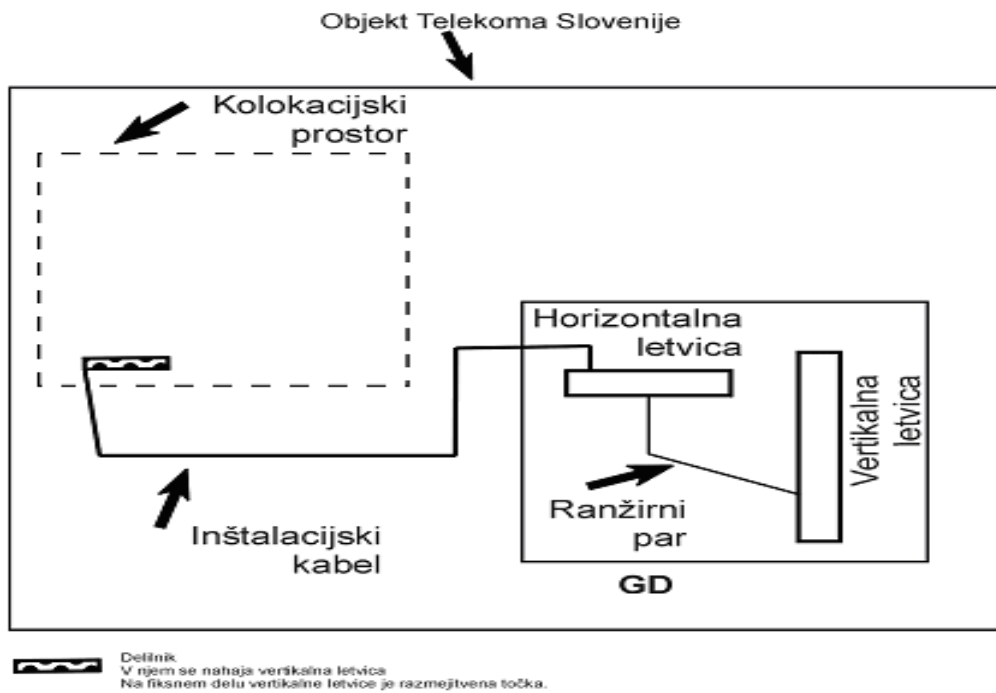 Objekt Telekoma Slovenije
Kolokacijski
prostor
Horizontalna
letvica
Vertikalna
letvica
Ranžirni
par
Inštalacijski
kabel
GD
Delilnik
V njem se nahaja vertikalna letvica
Na fiksnem delu vertikalne letvice je razmejitvena točka.